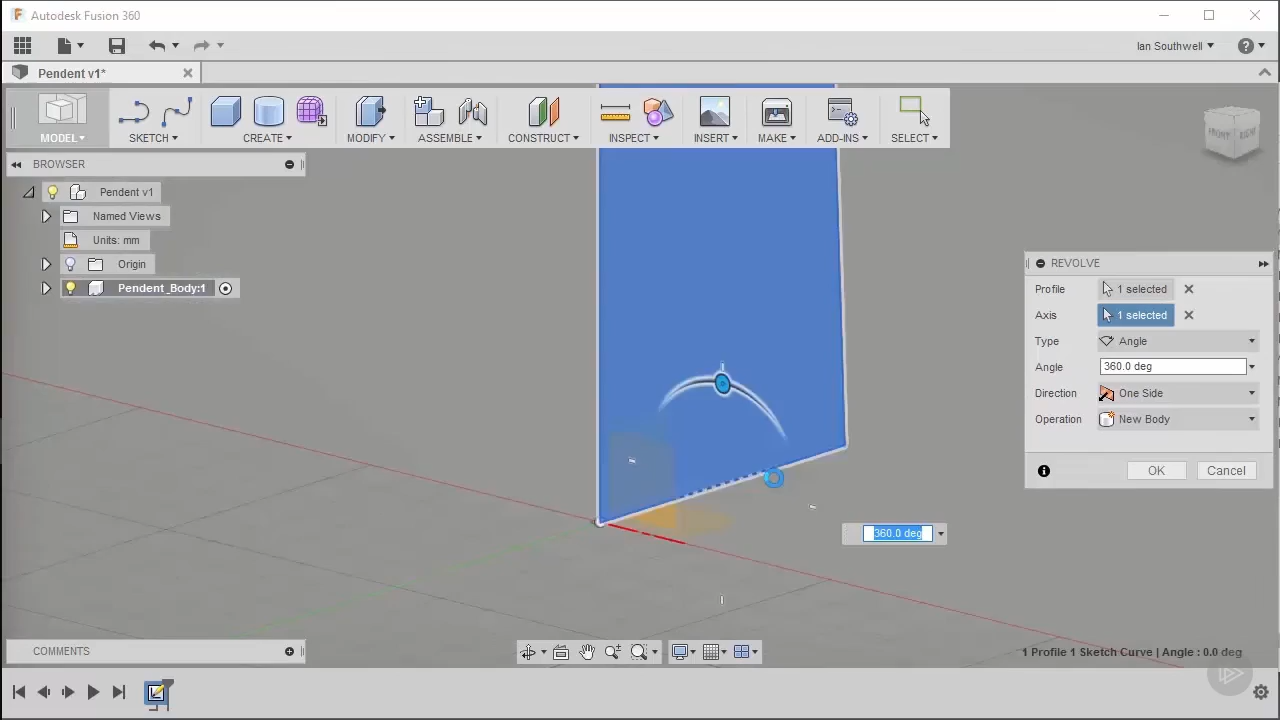 Autodesk Fusion 360
Ian Southwell
Pendent v1*
MODEL SKETCH CREATE MODIFY ASSEMBLE CONSTRUCT INSPECT INSERT MAKE ADD-INS SELECT
FRONT RIGHT
BROWSER
Pendent v1
Named Views
Units: mm
Origin
Pendent_Body:1
REVOLVE
Profile 1 selected
Axis 1 selected
Type Angle
Angle 360.0 deg
Direction One Side
Operation New Body
OK Cancel
360.0 deg
COMMENTS
1 Profile 1 Sketch Curve | Angle : 0.0 deg